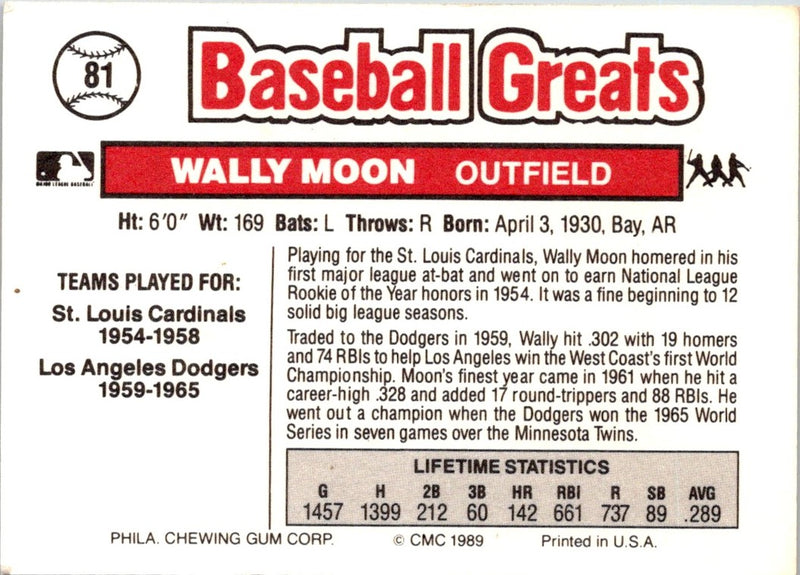 81
Baseball Greats
MAJOR LEAGUE BASEBALL
WALLY MOON OUTFIELD
Ht: 6'0" Wt: 169 Bats: L Throws: R Born: April 3, 1930, Bay, AR
TEAMS PLAYED FOR:
St. Louis Cardinals
1954-1958
Los Angeles Dodgers
1959-1965
Playing for the St. Louis Cardinals, Wally Moon homered in his
first major league at-bat and went on to earn National League
Rookie of the Year honors in 1954. It was a fine beginning to 12
solid big league seasons.
Traded to the Dodgers in 1959, Wally hit .302 with 19 homers
and 74 RBIs to help Los Angeles win the West Coast's first World
Championship. Moon's finest year came in 1961 when he hit a
career-high .328 and added 17 round-trippers and 88 RBIs. He
went out a champion when the Dodgers won the 1965 World
Series in seven games over the Minnesota Twins.
LIFETIME STATISTICS
G H 2B 3B HR RBI R SB AVG
1457 1399 212 60 142 661 737 89 .289
PHILA. CHEWING GUM CORP. © CMC 1989 Printed in U.S.A.